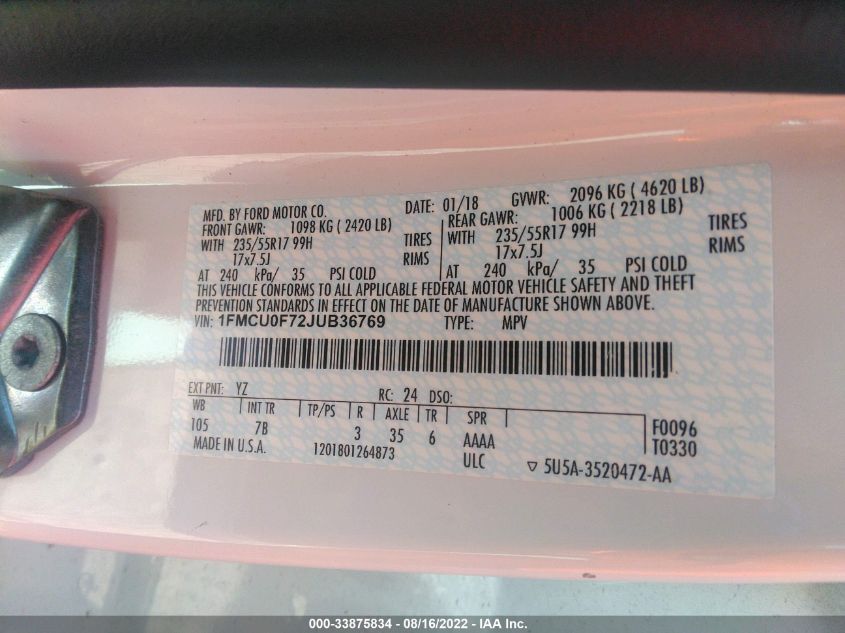 MFD. BY FORD MOTOR CO. DATE: 01/18 GVWR: 2096 KG ( 4620 LB)
FRONT GAWR: 1098 KG ( 2420 LB) REAR GAWR: 1006 KG ( 2218 LB)
WITH 235/55R17 99H TIRES WITH 235/55R17 99H TIRES
17x7.5J RIMS 17x7.5J RIMS
AT 240 kPa/ 35 PSI COLD AT 240 kPa/ 35 PSI COLD
THIS VEHICLE CONFORMS TO ALL APPLICABLE FEDERAL MOTOR VEHICLE SAFETY AND THEFT
PREVENTION STANDARDS IN EFFECT ON THE DATE OF MANUFACTURE SHOWN ABOVE.
VIN: 1FMCU0F72JUB36769 TYPE: MPV
EXT PNT: YZ RC: 24 DSO:
WB INT TR TP/PS R AXLE TR SPR F0096
105 7B 3 35 6 AAAA T0330
MADE IN U.S.A. 1201801264873 ULC ▽ 5U5A-3520472-AA
000-33875834 - 08/16/2022 - IAA Inc.